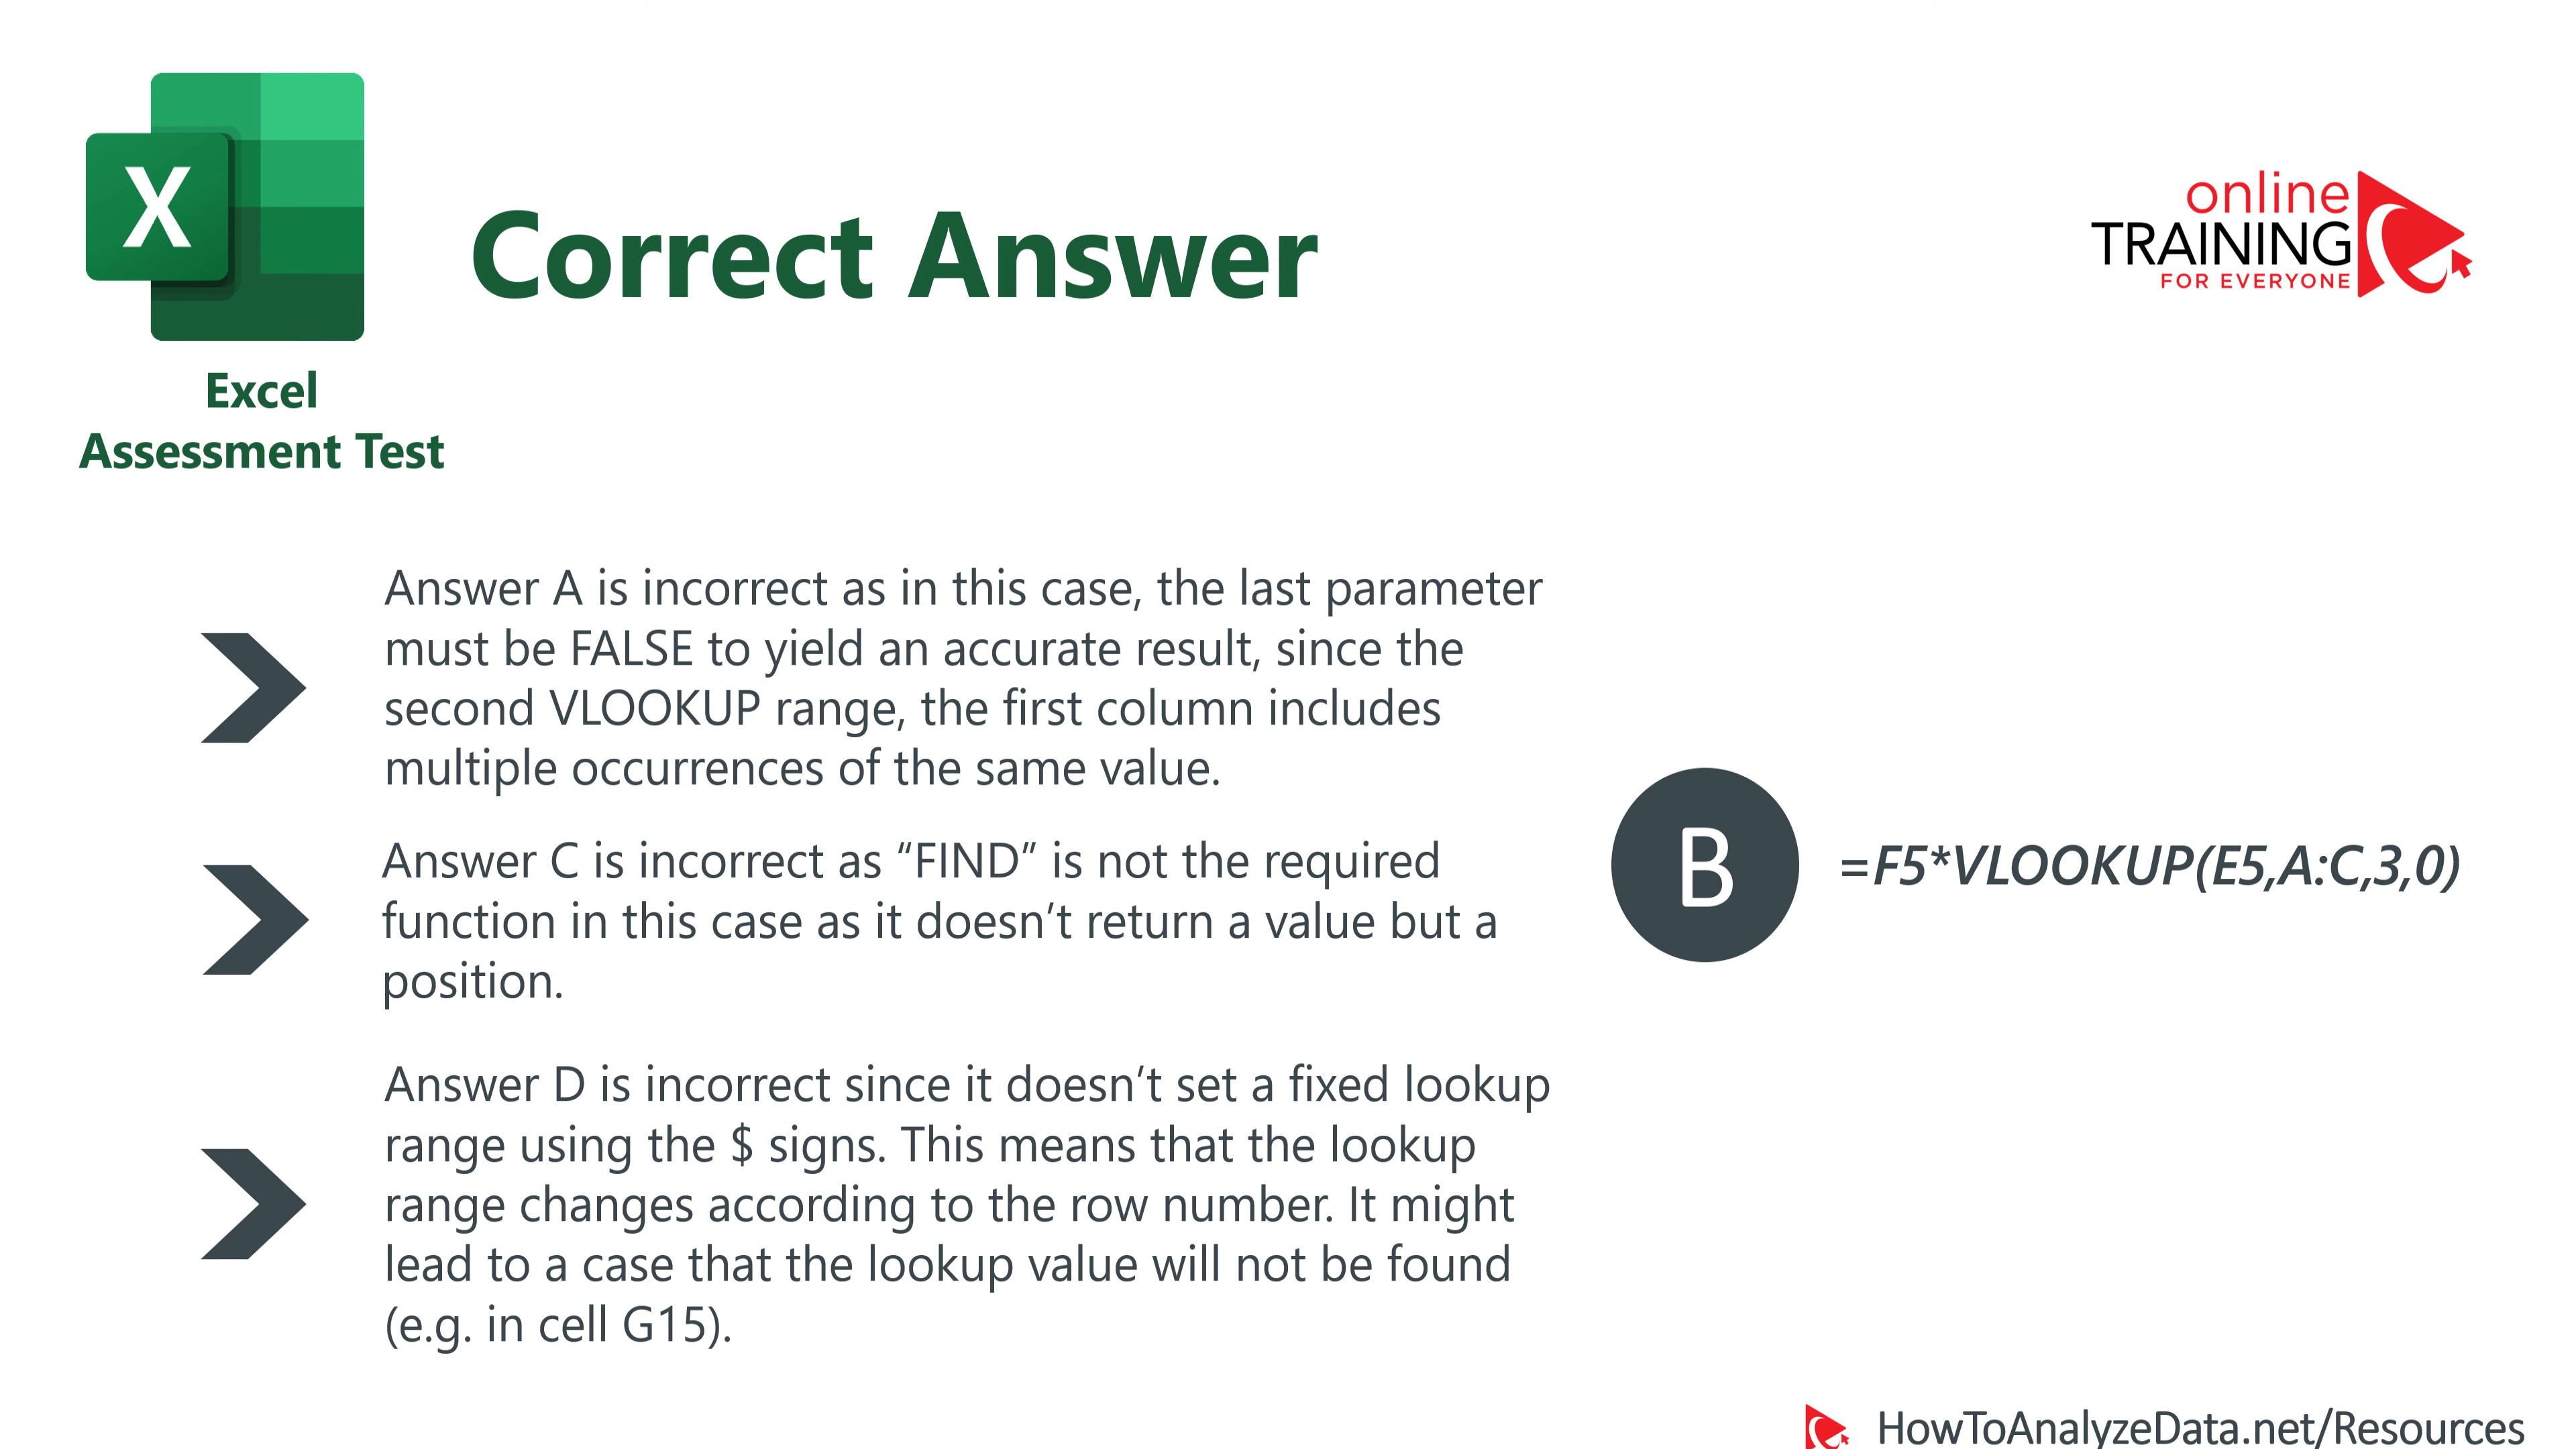 X
Excel
Assessment Test
Correct Answer
online
TRAINING
FOR EVERYONE
Answer A is incorrect as in this case, the last parameter
must be FALSE to yield an accurate result, since the
second VLOOKUP range, the first column includes
multiple occurrences of the same value.
Answer C is incorrect as “FIND” is not the required
function in this case as it doesn’t return a value but a
position.
Answer D is incorrect since it doesn’t set a fixed lookup
range using the $ signs. This means that the lookup
range changes according to the row number. It might
lead to a case that the lookup value will not be found
(e.g. in cell G15).
B
=F5*VLOOKUP(E5,A:C,3,0)
HowToAnalyzeData.net/Resources